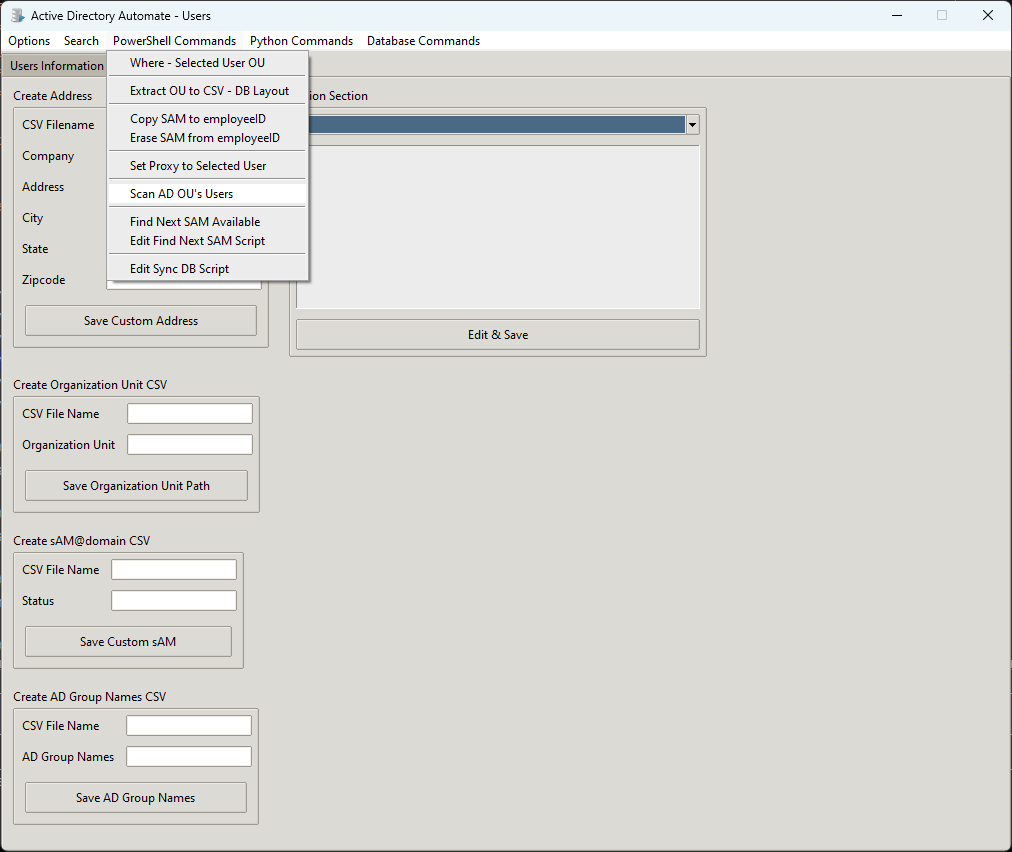 Active Directory Automate - Users
Options Search PowerShell Commands Python Commands Database Commands
Users Information
Where - Selected User OU
Extract OU to CSV - DB Layout
Copy SAM to employeeID
Erase SAM from employeeID
Set Proxy to Selected User
Scan AD OU's Users
Find Next SAM Available
Edit Find Next SAM Script
Edit Sync DB Script
Create Address
CSV Filename
Company
Address
City
State
Zipcode
Save Custom Address
Section
Edit & Save
Create Organization Unit CSV
CSV File Name
Organization Unit
Save Organization Unit Path
Create sAM@domain CSV
CSV File Name
Status
Save Custom sAM
Create AD Group Names CSV
CSV File Name
AD Group Names
Save AD Group Names